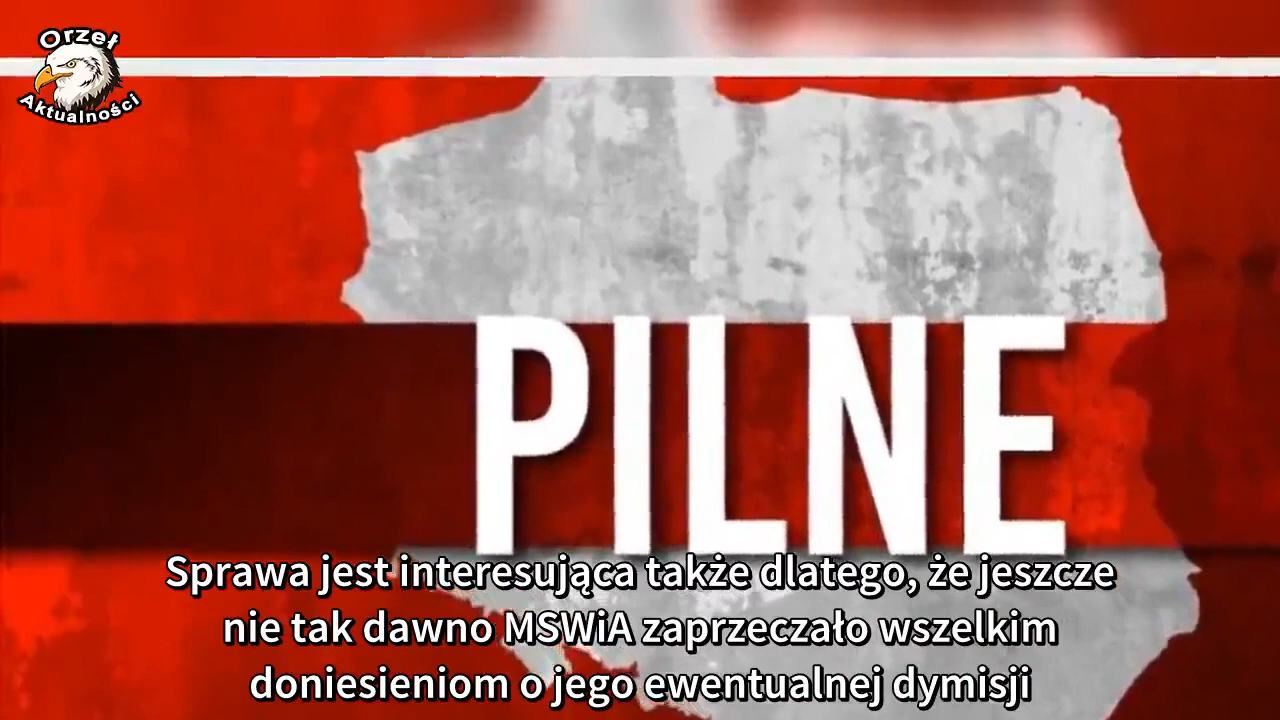 Orzeł
Aktualności
PILNE
Sprawa jest interesująca także dlatego, że jeszcze
nie tak dawno MSWiA zaprzeczało wszelkim
doniesieniom o jego ewentualnej dymisji